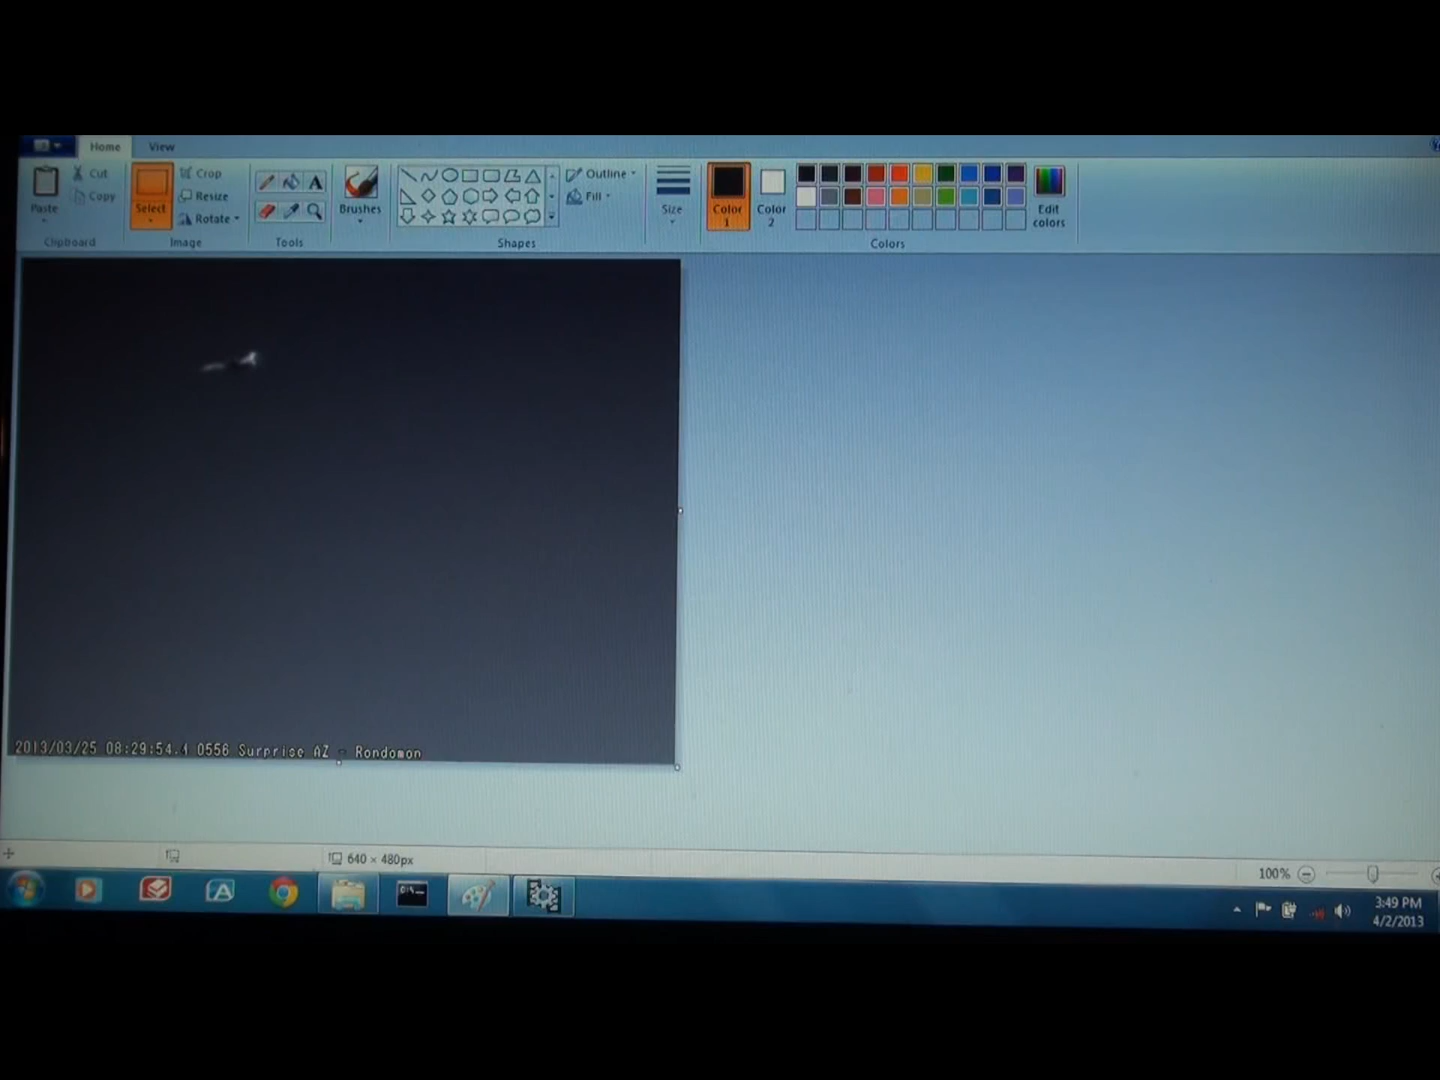 Home View
Paste
Cut
Copy
Clipboard
Select
Crop
Resize
Rotate
Image
Tools
Brushes
Outline
Fill
Shapes
Size
Color 1
Color 2
Edit colors
Colors
2013/03/25 08:29:54.4 0556 Surprise AZ - Rondomon
640 × 480px
100%
3:49 PM
4/2/2013